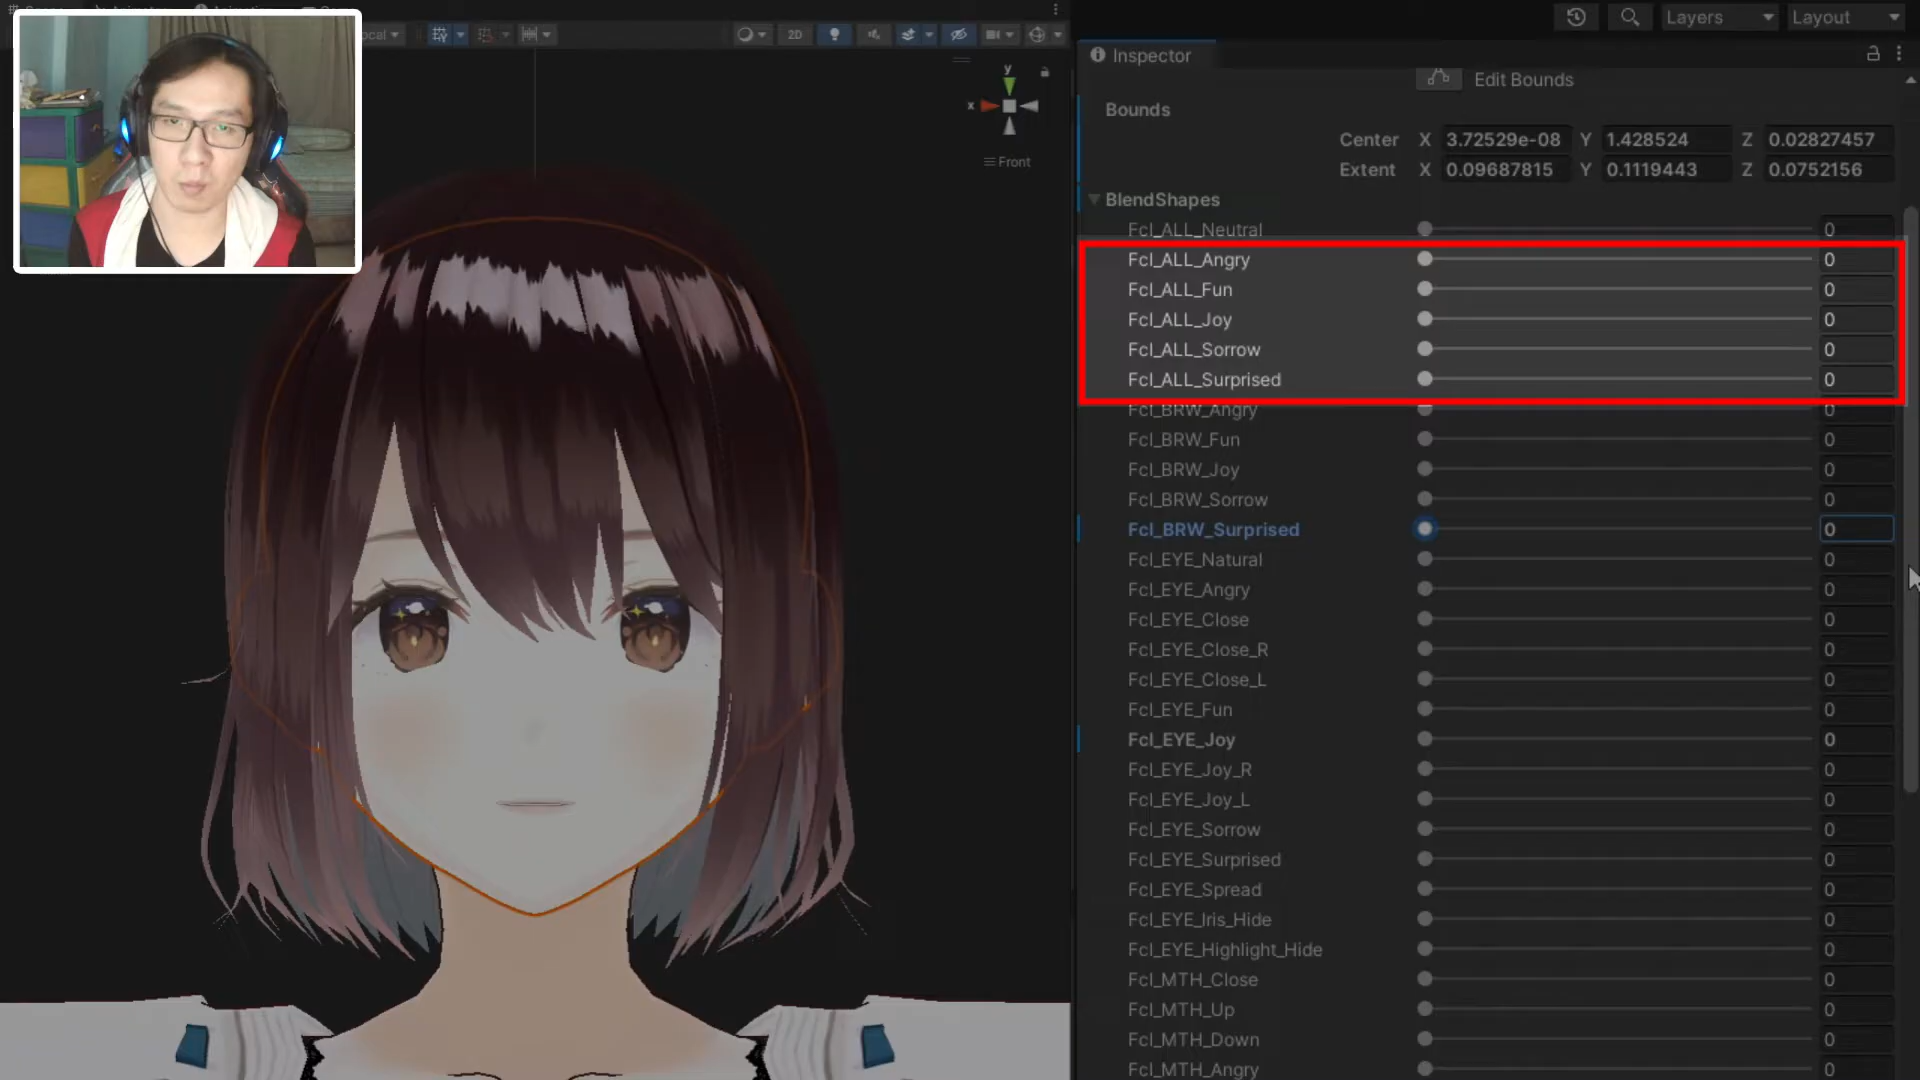 ocal
2D
Layers
Layout
Inspector
Edit Bounds
y
x
Front
Bounds
Center X 3.72529e-08 Y 1.428524 Z 0.02827457
Extent X 0.09687815 Y 0.1119443 Z 0.0752156
BlendShapes
Fcl_ALL_Neutral 0
Fcl_ALL_Angry 0
Fcl_ALL_Fun 0
Fcl_ALL_Joy 0
Fcl_ALL_Sorrow 0
Fcl_ALL_Surprised 0
Fcl_BRW_Angry 0
Fcl_BRW_Fun 0
Fcl_BRW_Joy 0
Fcl_BRW_Sorrow 0
Fcl_BRW_Surprised 0
Fcl_EYE_Natural 0
Fcl_EYE_Angry 0
Fcl_EYE_Close 0
Fcl_EYE_Close_R 0
Fcl_EYE_Close_L 0
Fcl_EYE_Fun 0
Fcl_EYE_Joy 0
Fcl_EYE_Joy_R 0
Fcl_EYE_Joy_L 0
Fcl_EYE_Sorrow 0
Fcl_EYE_Surprised 0
Fcl_EYE_Spread 0
Fcl_EYE_Iris_Hide 0
Fcl_EYE_Highlight_Hide 0
Fcl_MTH_Close 0
Fcl_MTH_Up 0
Fcl_MTH_Down 0
Fcl_MTH_Angry 0